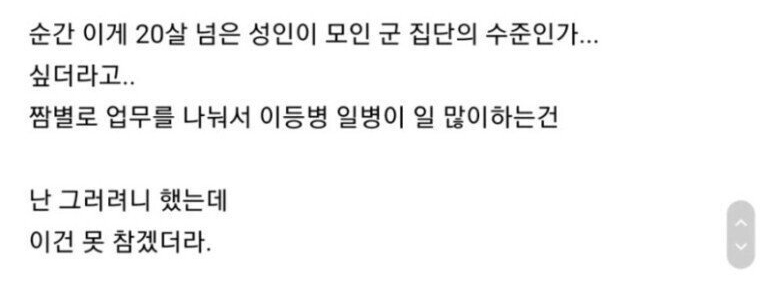 순간 이게 20살 넘은 성인이 모인 군 집단의 수준인가...
싶더라고..
짬별로 업무를 나눠서 이등병 일병이 일 많이하는건
난 그러려니 했는데
이건 못 참겠더라.